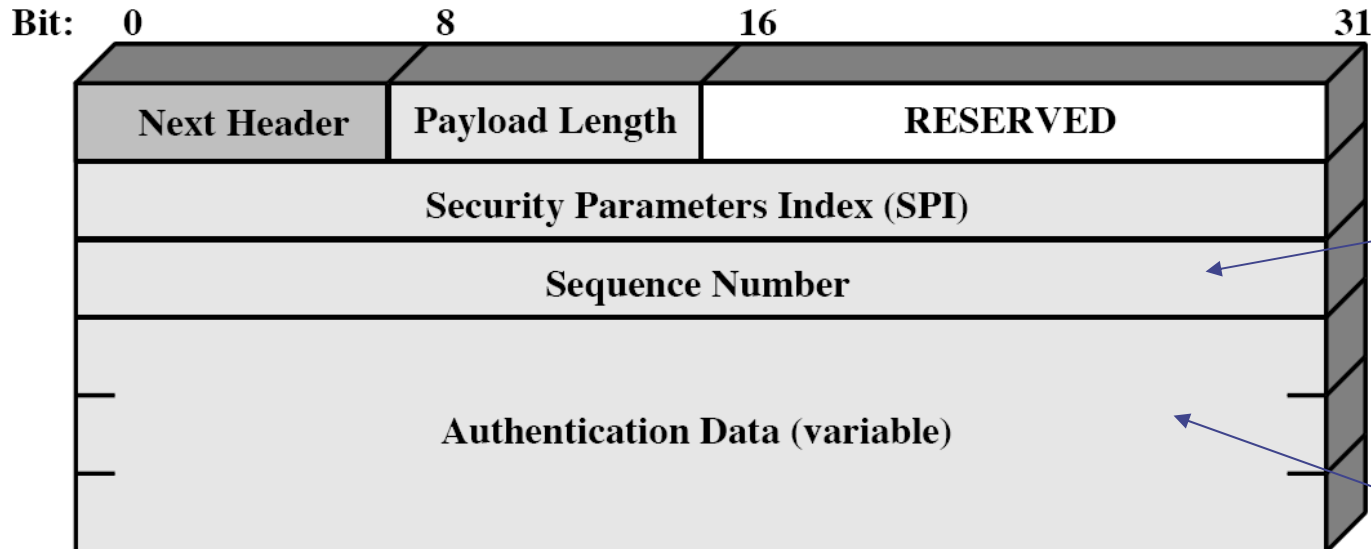 Bit: 0 8 16 31
Next Header Payload Length RESERVED
Security Parameters Index (SPI)
Sequence Number
Authentication Data (variable)